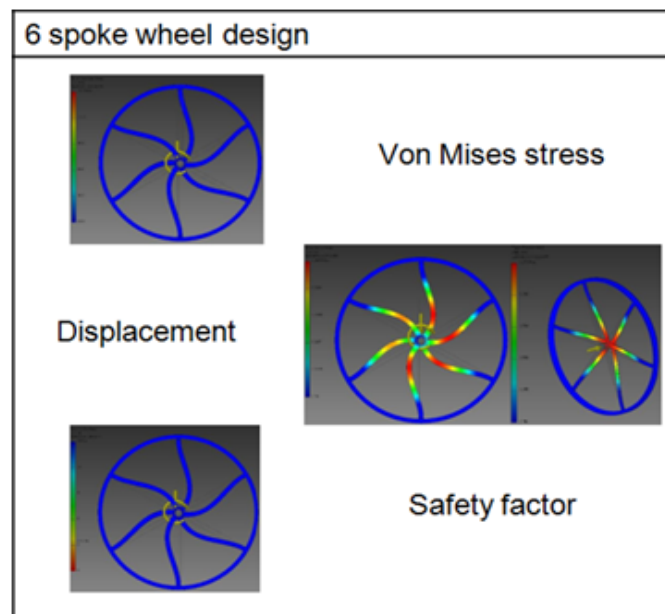 6 spoke wheel design
Von Mises stress
Displacement
Safety factor